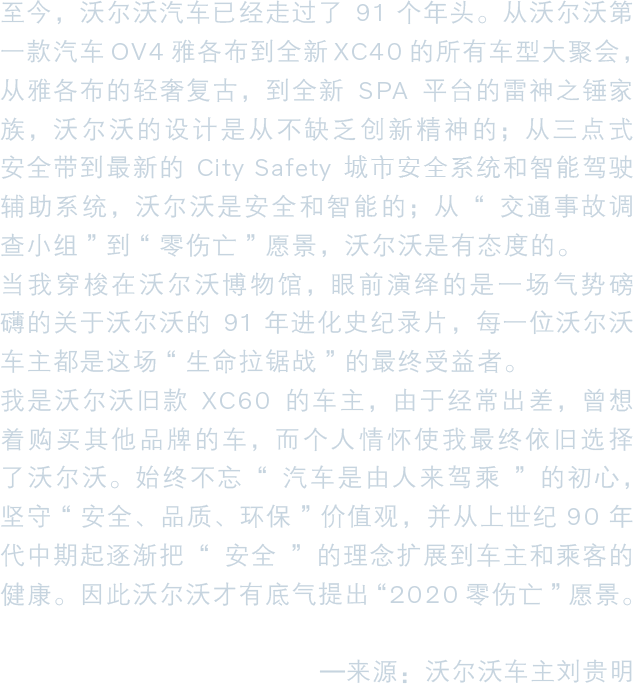 至今，沃尔沃汽车已经走过了 91 个年头。从沃尔沃第
一款汽车 OV4 雅各布到全新 XC40 的所有车型大聚会，
从雅各布的轻奢复古，到全新 SPA 平台的雷神之锤家
族，沃尔沃的设计是从不缺乏创新精神的；从三点式
安全带到最新的 City Safety 城市安全系统和智能驾驶
辅助系统，沃尔沃是安全和智能的；从 “ 交通事故调
查小组 ” 到 “ 零伤亡 ” 愿景，沃尔沃是有态度的。
当我穿梭在沃尔沃博物馆，眼前演绎的是一场气势磅
礴的关于沃尔沃的 91 年进化史纪录片，每一位沃尔沃
车主都是这场 “ 生命拉锯战 ” 的最终受益者。
我是沃尔沃旧款 XC60 的车主，由于经常出差，曾想
着购买其他品牌的车，而个人情怀使我最终依旧选择
了沃尔沃。始终不忘 “ 汽车是由人来驾乘 ” 的初心，
坚守 “ 安全、品质、环保 ” 价值观，并从上世纪 90 年
代中期起逐渐把 “ 安全 ” 的理念扩展到车主和乘客的
健康。因此沃尔沃才有底气提出 “2020 零伤亡 ” 愿景。
—来源：沃尔沃车主刘贵明